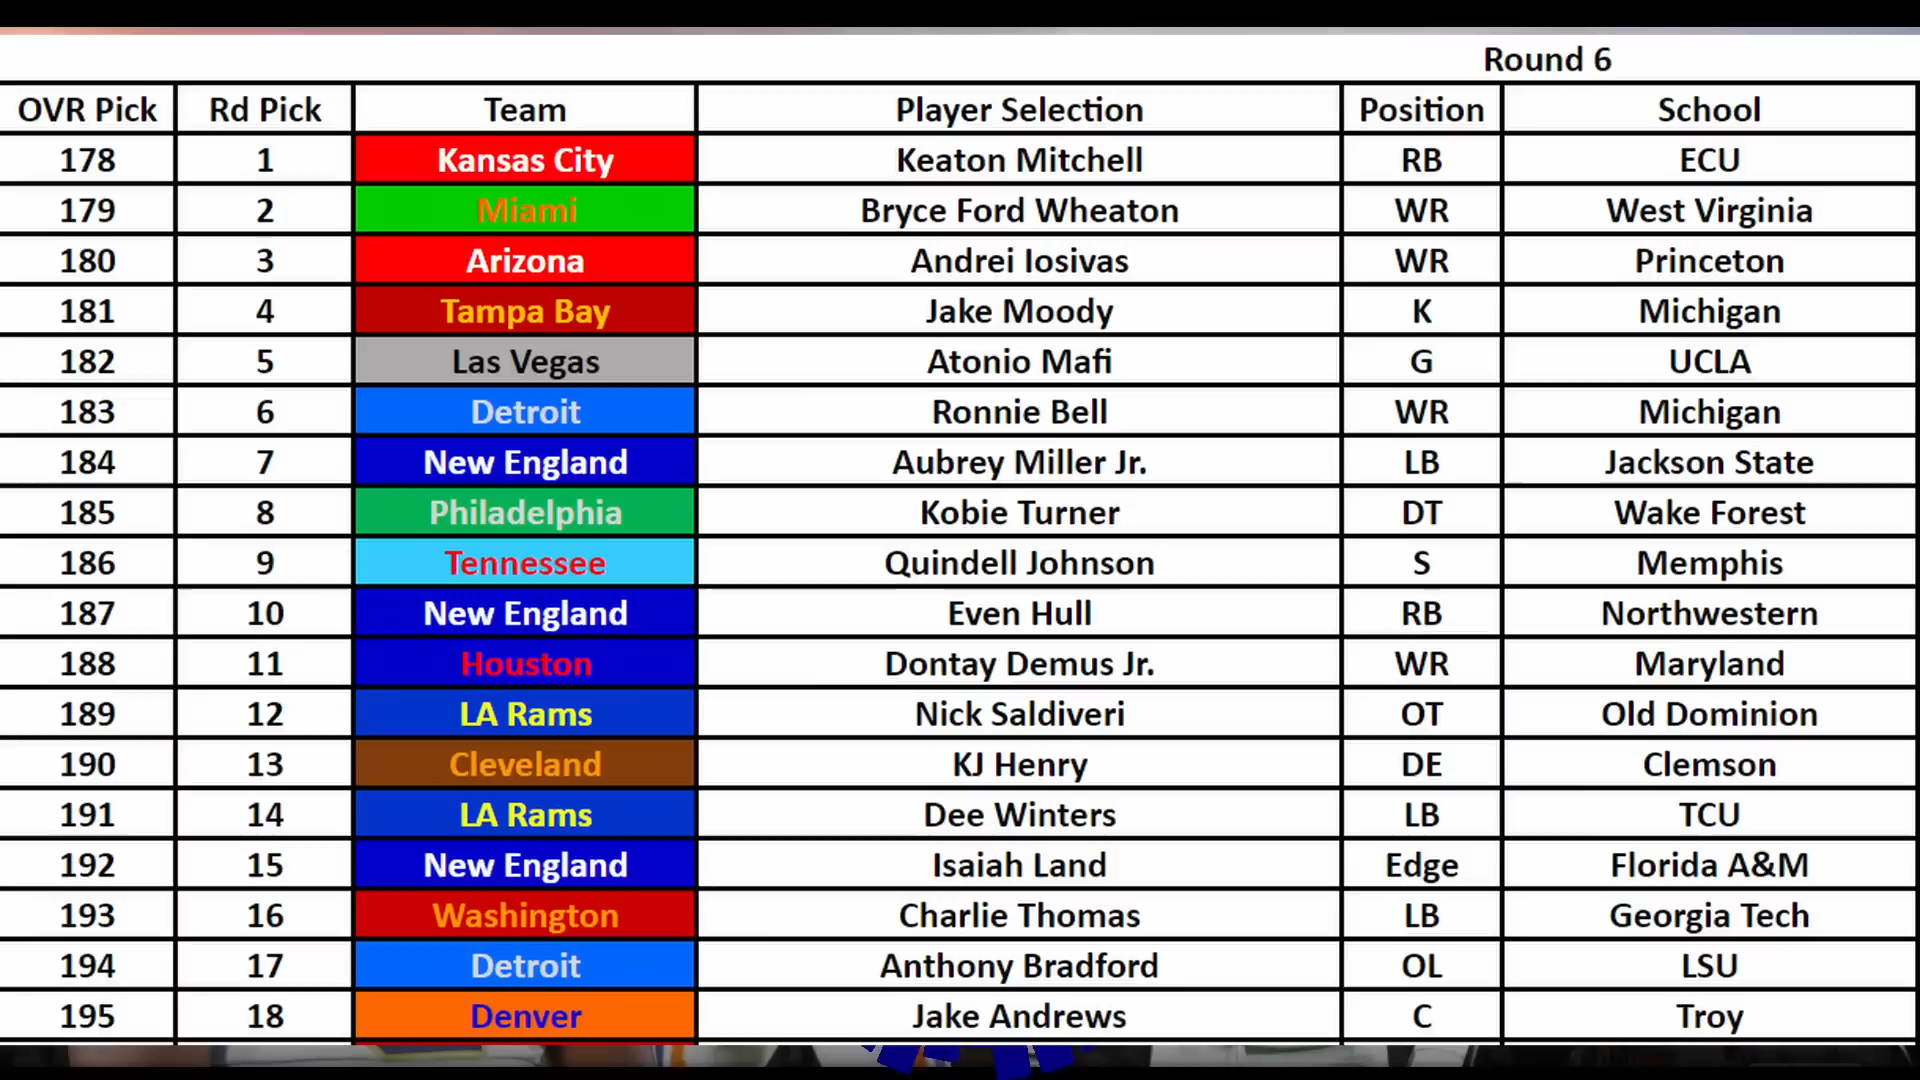 Round 6
OVR Pick Rd Pick Team Player Selection Position School
178 1 Kansas City Keaton Mitchell RB ECU
179 2 Miami Bryce Ford Wheaton WR West Virginia
180 3 Arizona Andrei Iosivas WR Princeton
181 4 Tampa Bay Jake Moody K Michigan
182 5 Las Vegas Atonio Mafi G UCLA
183 6 Detroit Ronnie Bell WR Michigan
184 7 New England Aubrey Miller Jr. LB Jackson State
185 8 Philadelphia Kobie Turner DT Wake Forest
186 9 Tennessee Quindell Johnson S Memphis
187 10 New England Even Hull RB Northwestern
188 11 Houston Dontay Demus Jr. WR Maryland
189 12 LA Rams Nick Saldiveri OT Old Dominion
190 13 Cleveland KJ Henry DE Clemson
191 14 LA Rams Dee Winters LB TCU
192 15 New England Isaiah Land Edge Florida A&M
193 16 Washington Charlie Thomas LB Georgia Tech
194 17 Detroit Anthony Bradford OL LSU
195 18 Denver Jake Andrews C Troy